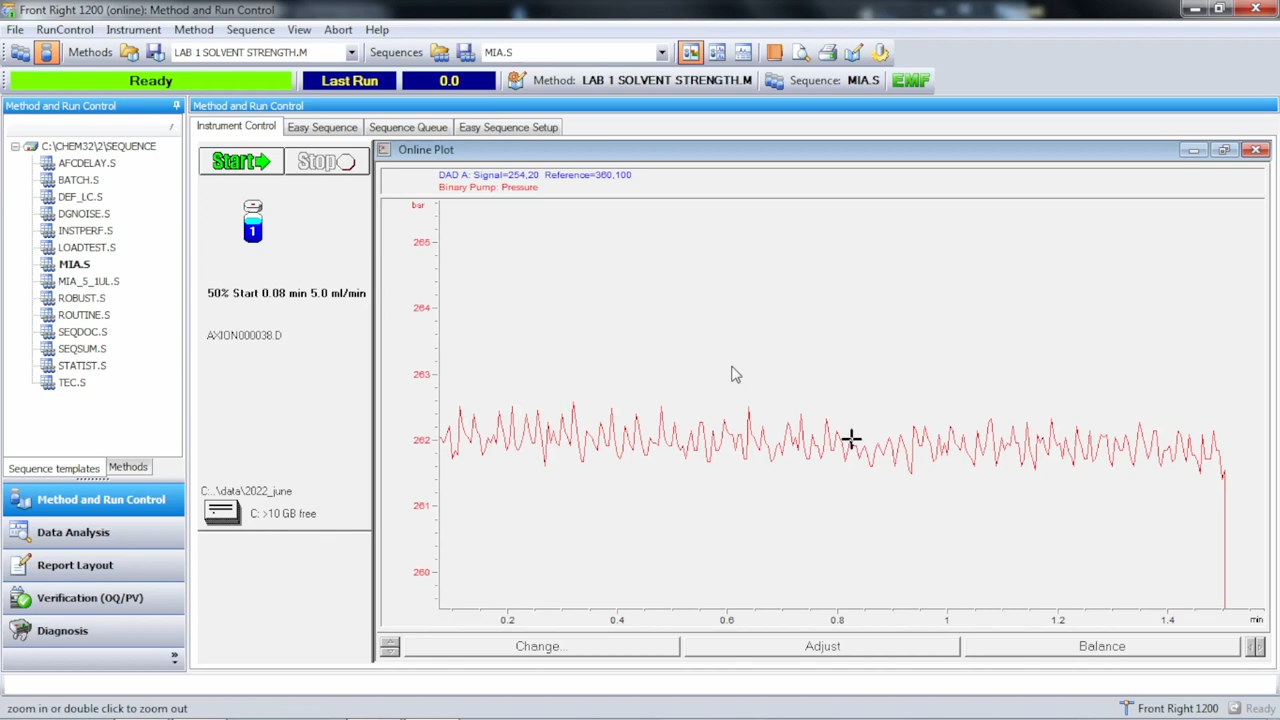 Front Right 1200 (online): Method and Run Control
File RunControl Instrument Method Sequence View Abort Help
Methods LAB 1 SOLVENT STRENGTH.M Sequences MIA.S
Ready Last Run 0.0 Method: LAB 1 SOLVENT STRENGTH.M Sequence: MIA.S EMF
Method and Run Control
Method and Run Control
Instrument Control Easy Sequence Sequence Queue Easy Sequence Setup
C:\CHEM32\2\SEQUENCE
AFCDELAY.S
BATCH.S
DEF_LC.S
DGNOISE.S
INSTPERF.S
LOADTEST.S
MIA.S
MIA_5_1UL.S
ROBUST.S
ROUTINE.S
SEQDOC.S
SEQSUM.S
STATIST.S
TEC.S
Sequence templates Methods
Method and Run Control
Data Analysis
Report Layout
Verification (OQ/PV)
Diagnosis
Start Stop
1
50% Start 0.08 min 5.0 ml/min
AXION000038.D
C:...\data\2022_june
C: >10 GB free
Online Plot
DAD A: Signal=254,20 Reference=360,100
Binary Pump: Pressure
bar
265
264
263
262
261
260
0.2 0.4 0.6 0.8 1 1.2 1.4 min
Change... Adjust Balance
zoom in or double click to zoom out Front Right 1200 Ready